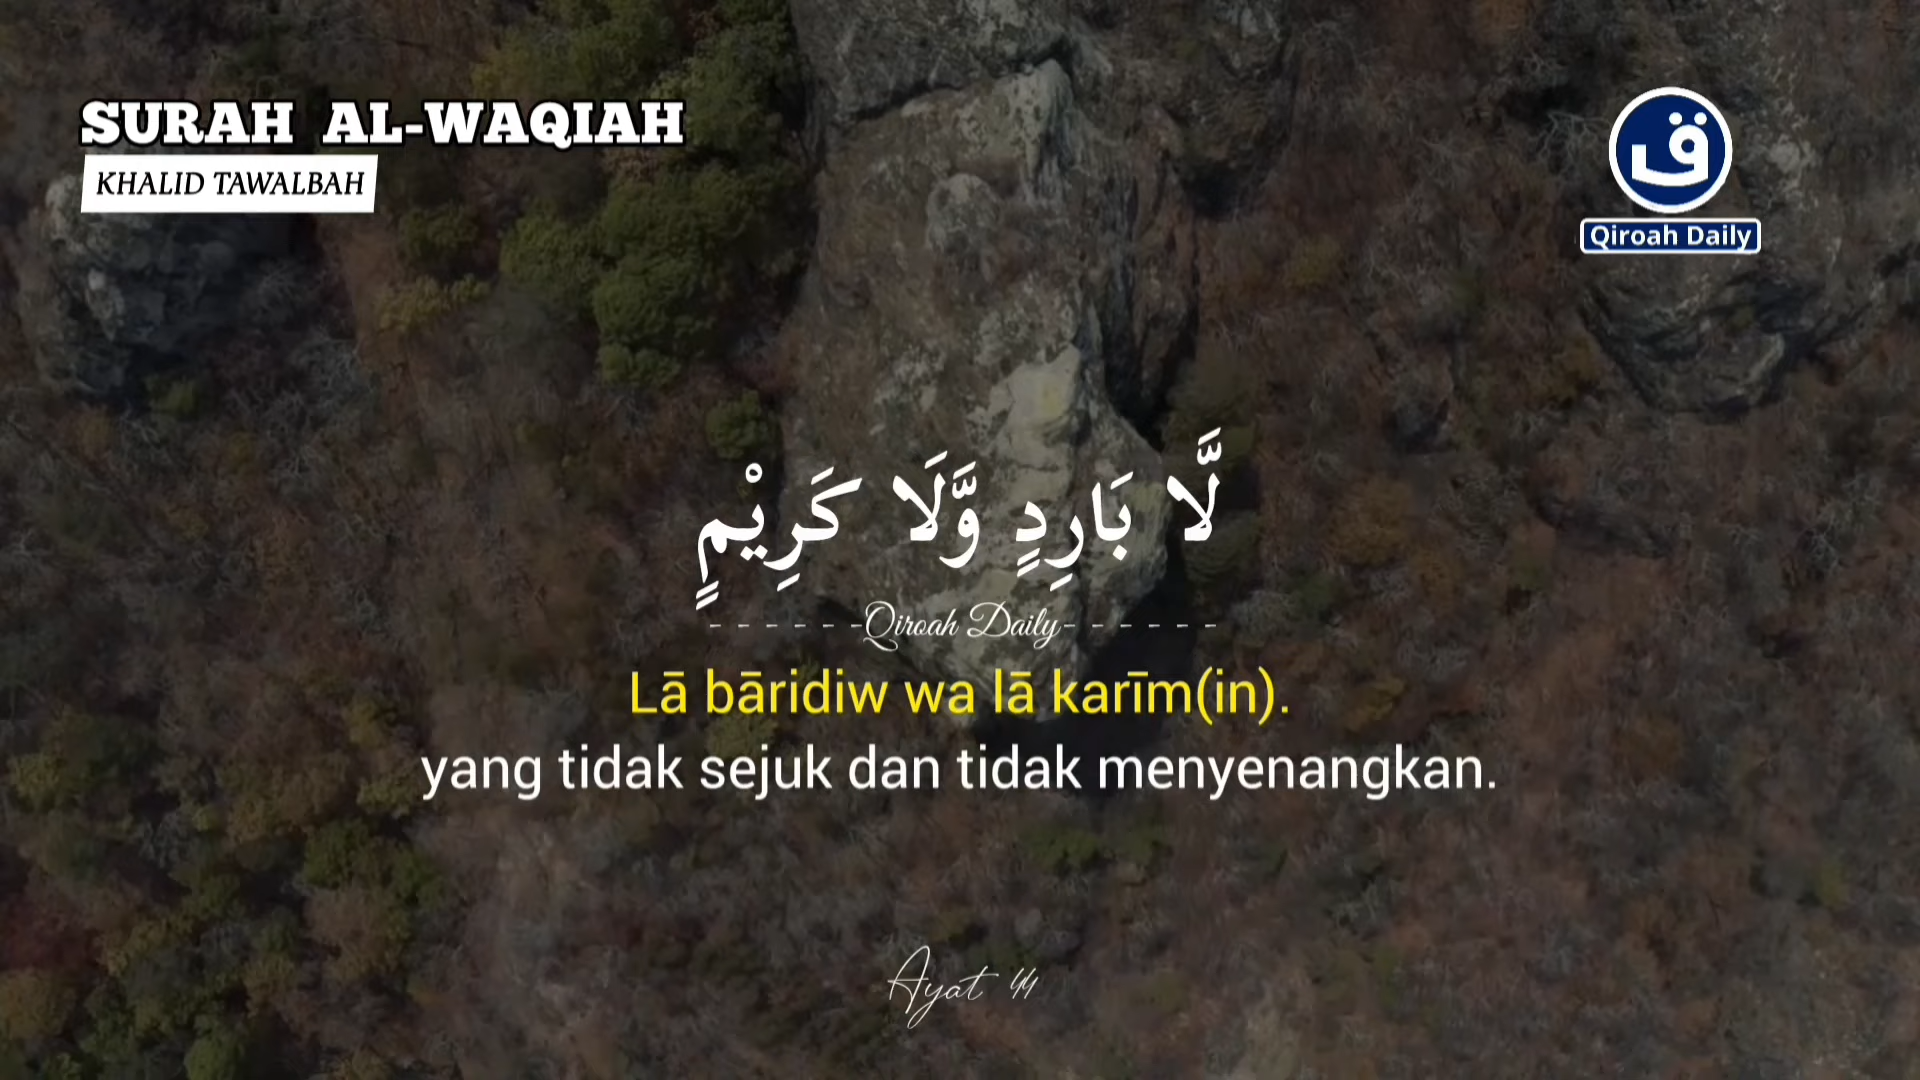 SURAH AL-WAQIAH
KHALID TAWALBAH
ق
Qiroah Daily
لَّا بَارِدٍ وَّلَا كَرِيْمٍ
Qiroah Daily
Lā bāridiw wa lā karīm(in).
yang tidak sejuk dan tidak menyenangkan.
Ayat 44